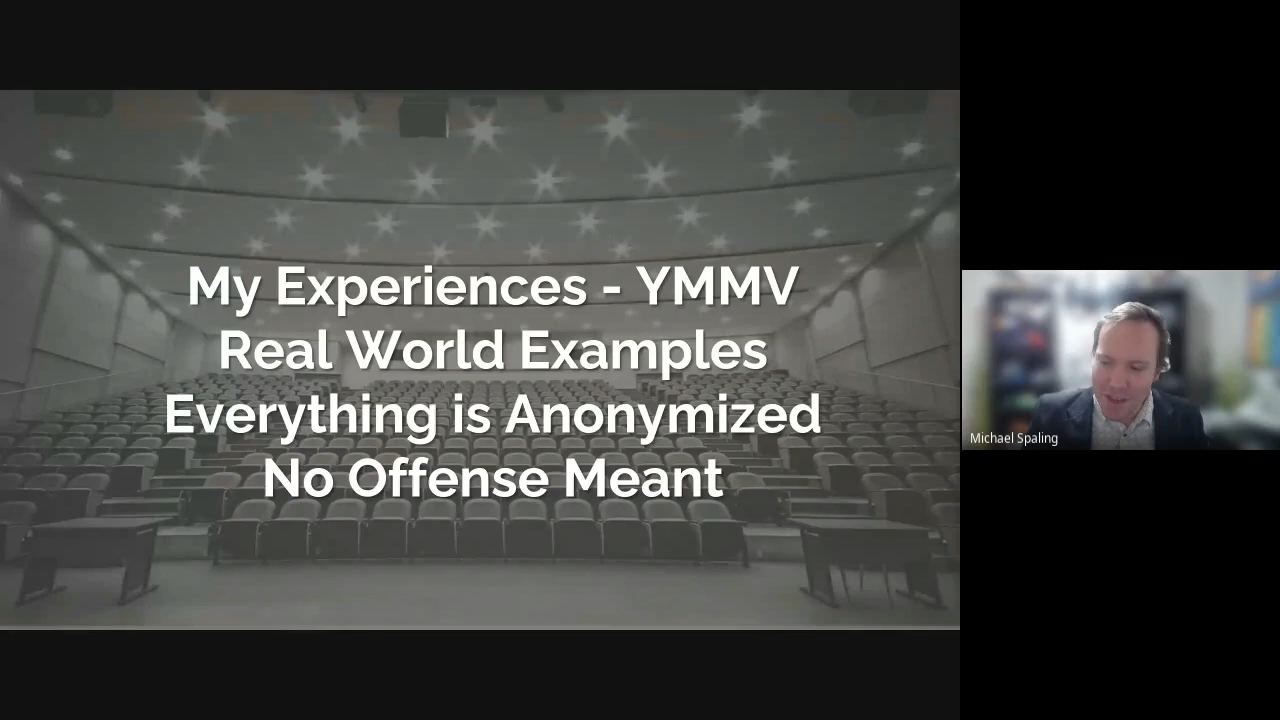 My Experiences - YMMV
Real World Examples
Everything is Anonymized
No Offense Meant
Michael Spaling